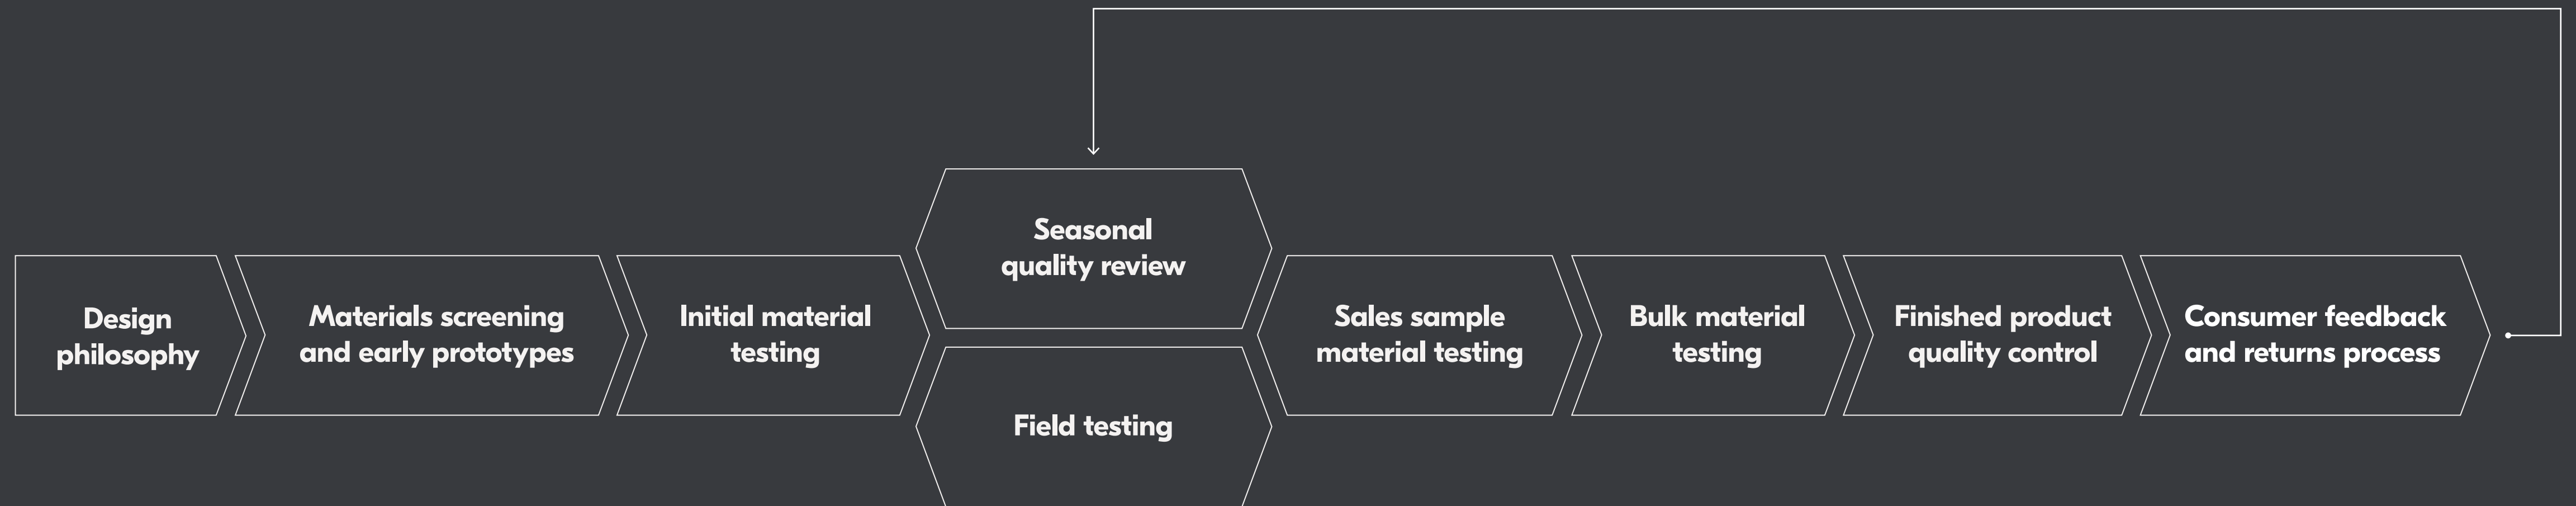 Design
philosophy
Materials screening
and early prototypes
Initial material
testing
Seasonal
quality review
Field testing
Sales sample
material testing
Bulk material
testing
Finished product
quality control
Consumer feedback
and returns process